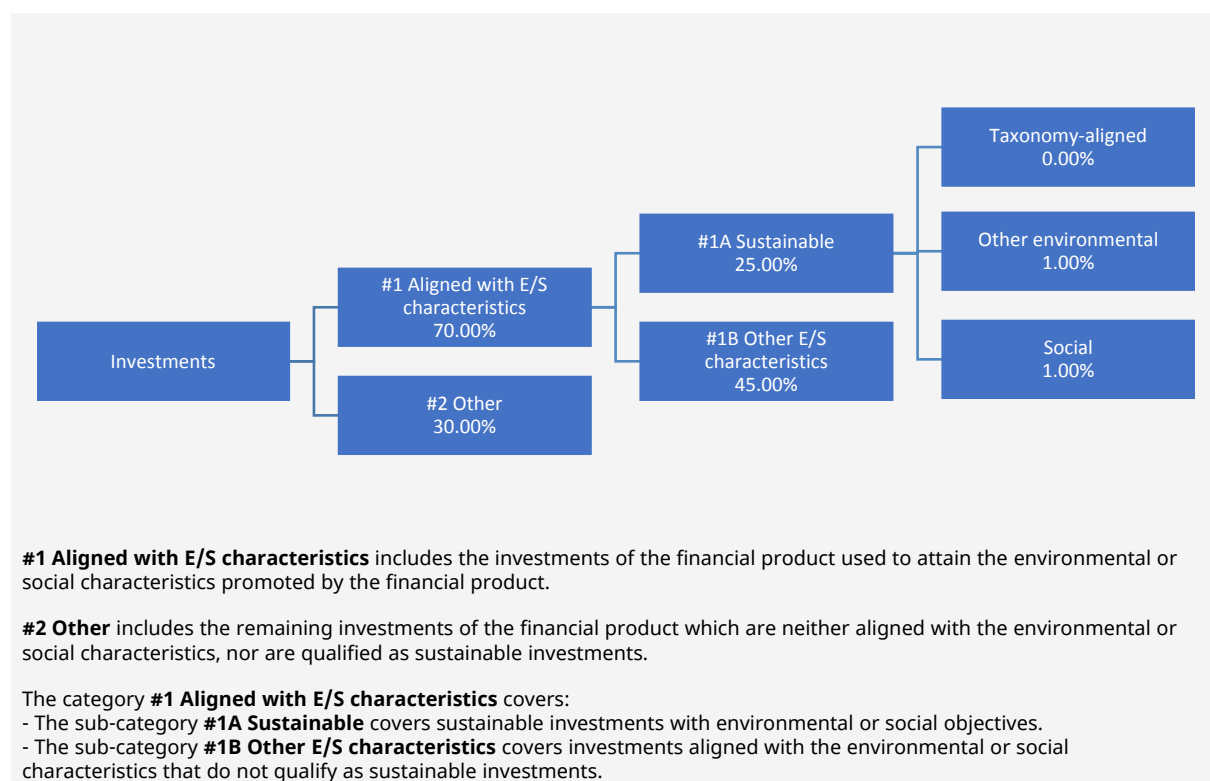 Investments
#1 Aligned with E/S
characteristics
70.00%
#2 Other
30.00%
#1A Sustainable
25.00%
#1B Other E/S
characteristics
45.00%
Taxonomy-aligned
0.00%
Other environmental
1.00%
Social
1.00%
#1 Aligned with E/S characteristics includes the investments of the financial product used to attain the environmental or
social characteristics promoted by the financial product.
#2 Other includes the remaining investments of the financial product which are neither aligned with the environmental or
social characteristics, nor are qualified as sustainable investments.
The category #1 Aligned with E/S characteristics covers:
- The sub-category #1A Sustainable covers sustainable investments with environmental or social objectives.
- The sub-category #1B Other E/S characteristics covers investments aligned with the environmental or social
characteristics that do not qualify as sustainable investments.